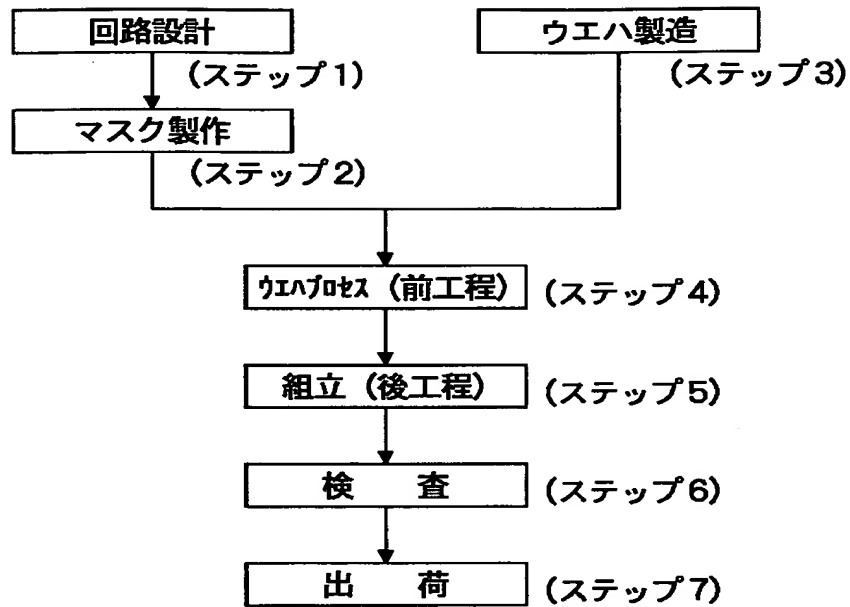 回路設計
ウエハ製造
(ステップ1)
(ステップ3)
マスク製作
(ステップ2)
ｳｴﾊﾌﾟﾛｾｽ (前工程)
(ステップ4)
組立 (後工程)
(ステップ5)
検　査
(ステップ6)
出　荷
(ステップ7)